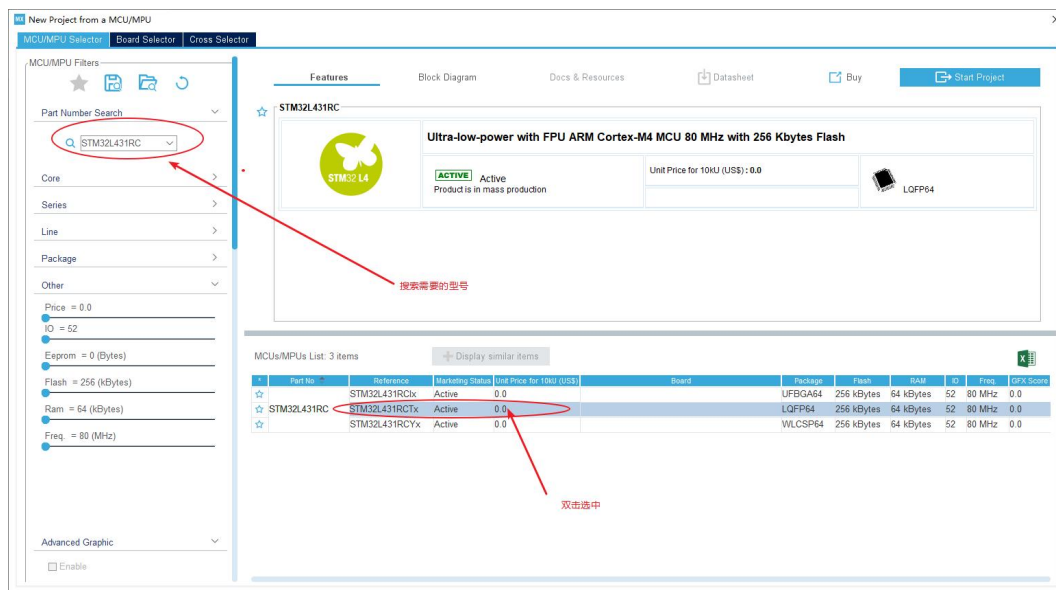 MX New Project from a MCU/MPU
MCU/MPU Selector Board Selector Cross Selector
MCU/MPU Filters
Part Number Search
STM32L431RC
Core
Series
Line
Package
Other
Price = 0.0
IO = 52
Eeprom = 0 (Bytes)
Flash = 256 (kBytes)
Ram = 64 (kBytes)
Freq. = 80 (MHz)
Advanced Graphic
Enable
Features Block Diagram Docs & Resources Datasheet Buy Start Project
STM32L431RC
STM32 L4
Ultra-low-power with FPU ARM Cortex-M4 MCU 80 MHz with 256 Kbytes Flash
ACTIVE Active
Product is in mass production
Unit Price for 10kU (US$) : 0.0
LQFP64
搜索需要的型号
MCUs/MPUs List: 3 items Display similar items
* Part No Reference Marketing Status Unit Price for 10kU (US$) Board Package Flash RAM IO Freq. GFX Score
STM32L431RCIx Active 0.0 UFBGA64 256 kBytes 64 kBytes 52 80 MHz 0.0
STM32L431RC STM32L431RCTx Active 0.0 LQFP64 256 kBytes 64 kBytes 52 80 MHz 0.0
STM32L431RCYx Active 0.0 WLCSP64 256 kBytes 64 kBytes 52 80 MHz 0.0
双击选中